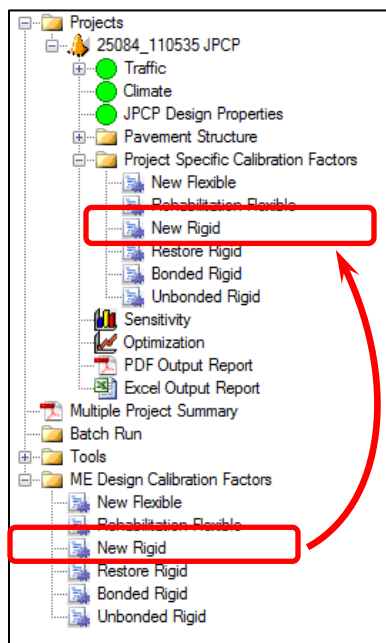 Projects
25084_110535 JPCP
Traffic
Climate
JPCP Design Properties
Pavement Structure
Project Specific Calibration Factors
New Flexible
Rehabilitation Flexible
New Rigid
Restore Rigid
Bonded Rigid
Unbonded Rigid
Sensitivity
Optimization
PDF Output Report
Excel Output Report
Multiple Project Summary
Batch Run
Tools
ME Design Calibration Factors
New Flexible
Rehabilitation Flexible
New Rigid
Restore Rigid
Bonded Rigid
Unbonded Rigid